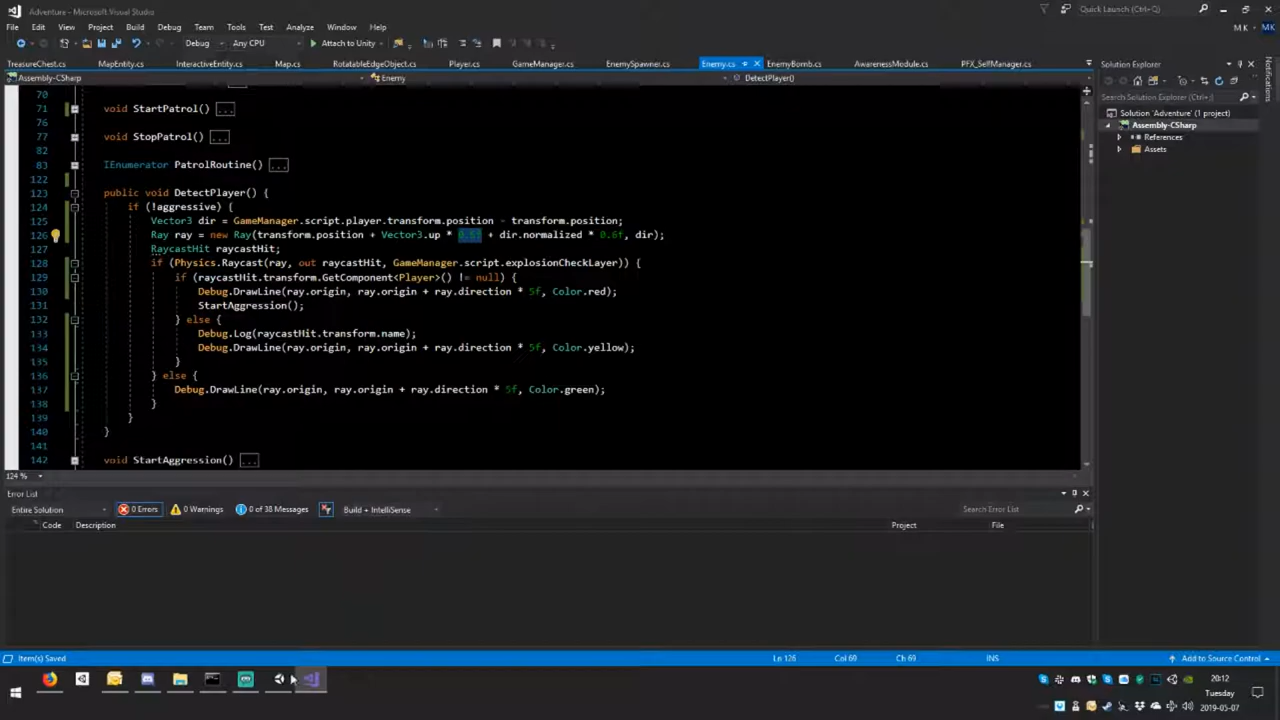 Adventure - Microsoft Visual Studio
Quick Launch (Ctrl+Q)
File Edit View Project Build Debug Team Tools Test Analyze Window Help
M K MK
Debug Any CPU Attach to Unity
TreasureChest.cs MapEntity.cs InteractiveEntity.cs Map.cs RotatableEdgeObject.cs Player.cs GameManager.cs EnemySpawner.cs Enemy.cs EnemyBomb.cs AwarenessModule.cs PFX_SelfManager.cs
Solution Explorer
Notifications
Assembly-CSharp Enemy DetectPlayer()
Search Solution Explorer (Ctrl+;)
Solution 'Adventure' (1 project)
Assembly-CSharp
References
Assets
70
71 void StartPatrol() ...
76
77 void StopPatrol() ...
82
83 IEnumerator PatrolRoutine() ...
122
123 public void DetectPlayer() {
124 if (!aggressive) {
125 Vector3 dir = GameManager.script.player.transform.position - transform.position;
126 Ray ray = new Ray(transform.position + Vector3.up * + dir.normalized * 0.6f, dir);
127 RaycastHit raycastHit;
128 if (Physics.Raycast(ray, out raycastHit, GameManager.script.explosionCheckLayer)) {
129 if (raycastHit.transform.GetComponent<Player>() != null) {
130 Debug.DrawLine(ray.origin, ray.origin + ray.direction * 5f, Color.red);
131 StartAggression();
132 } else {
133 Debug.Log(raycastHit.transform.name);
134 Debug.DrawLine(ray.origin, ray.origin + ray.direction * 5f, Color.yellow);
135 }
136 } else {
137 Debug.DrawLine(ray.origin, ray.origin + ray.direction * 5f, Color.green);
138 }
139 }
140 }
141
142 void StartAggression() ...
124 %
Error List
Entire Solution 0 Errors 0 Warnings 0 of 38 Messages Build + IntelliSense
Search Error List
Code Description Project File
Item(s) Saved Ln 126 Col 69 Ch 69 INS Add to Source Control
20:12
Tuesday
2019-05-07